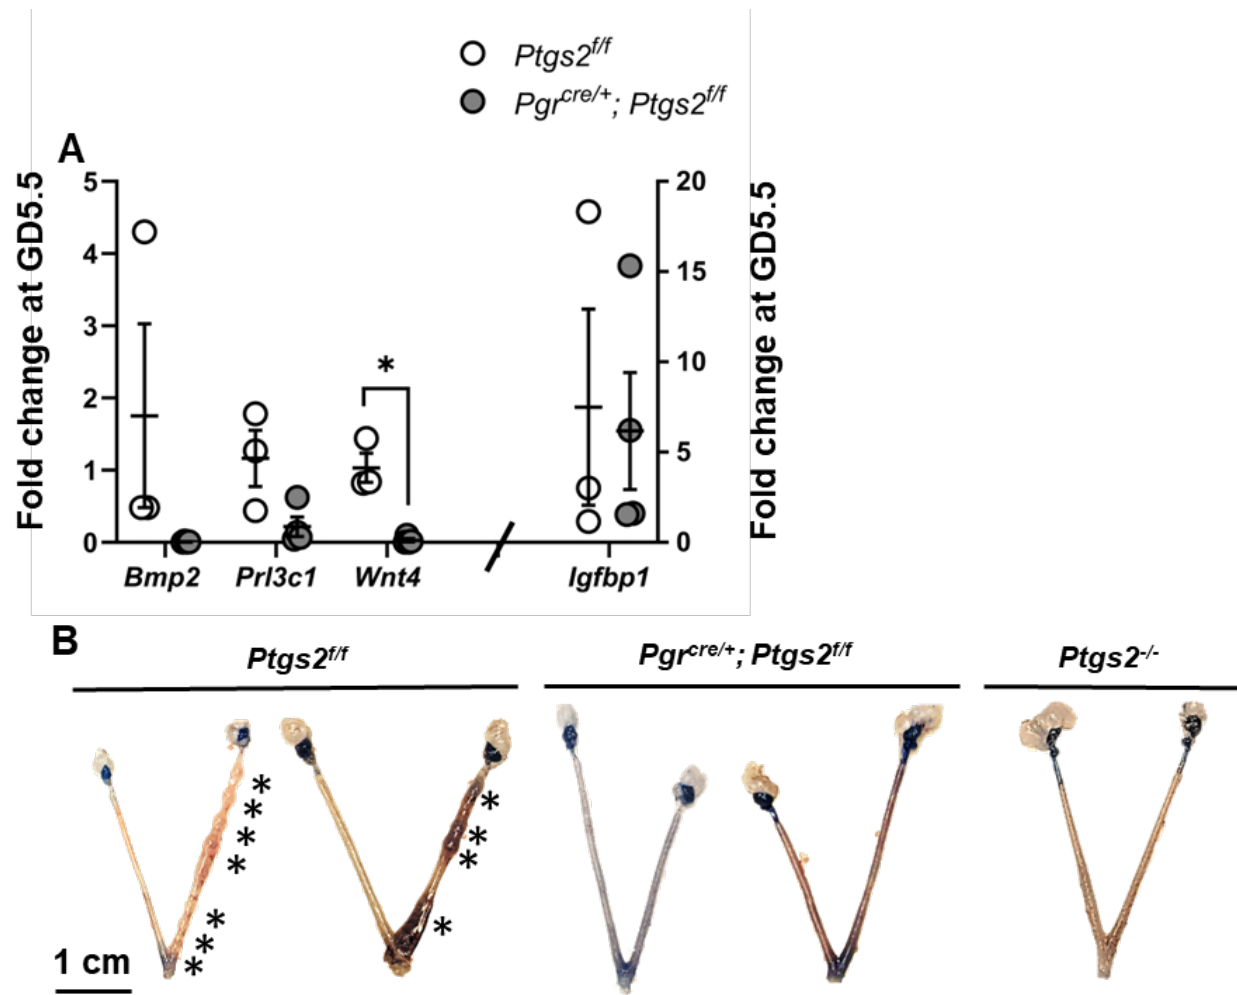 Ptgs2f/f
Pgrcre/+; Ptgs2f/f
A
Fold change at GD5.5
5
4
3
2
1
0
*
20
15
10
5
0
Fold change at GD5.5
Bmp2 Prl3c1 Wnt4 Igfbp1
B
Ptgs2f/f Pgrcre/+; Ptgs2f/f Ptgs2-/-
*
*
*
*
*
*
*
*
*
*
*
1 cm